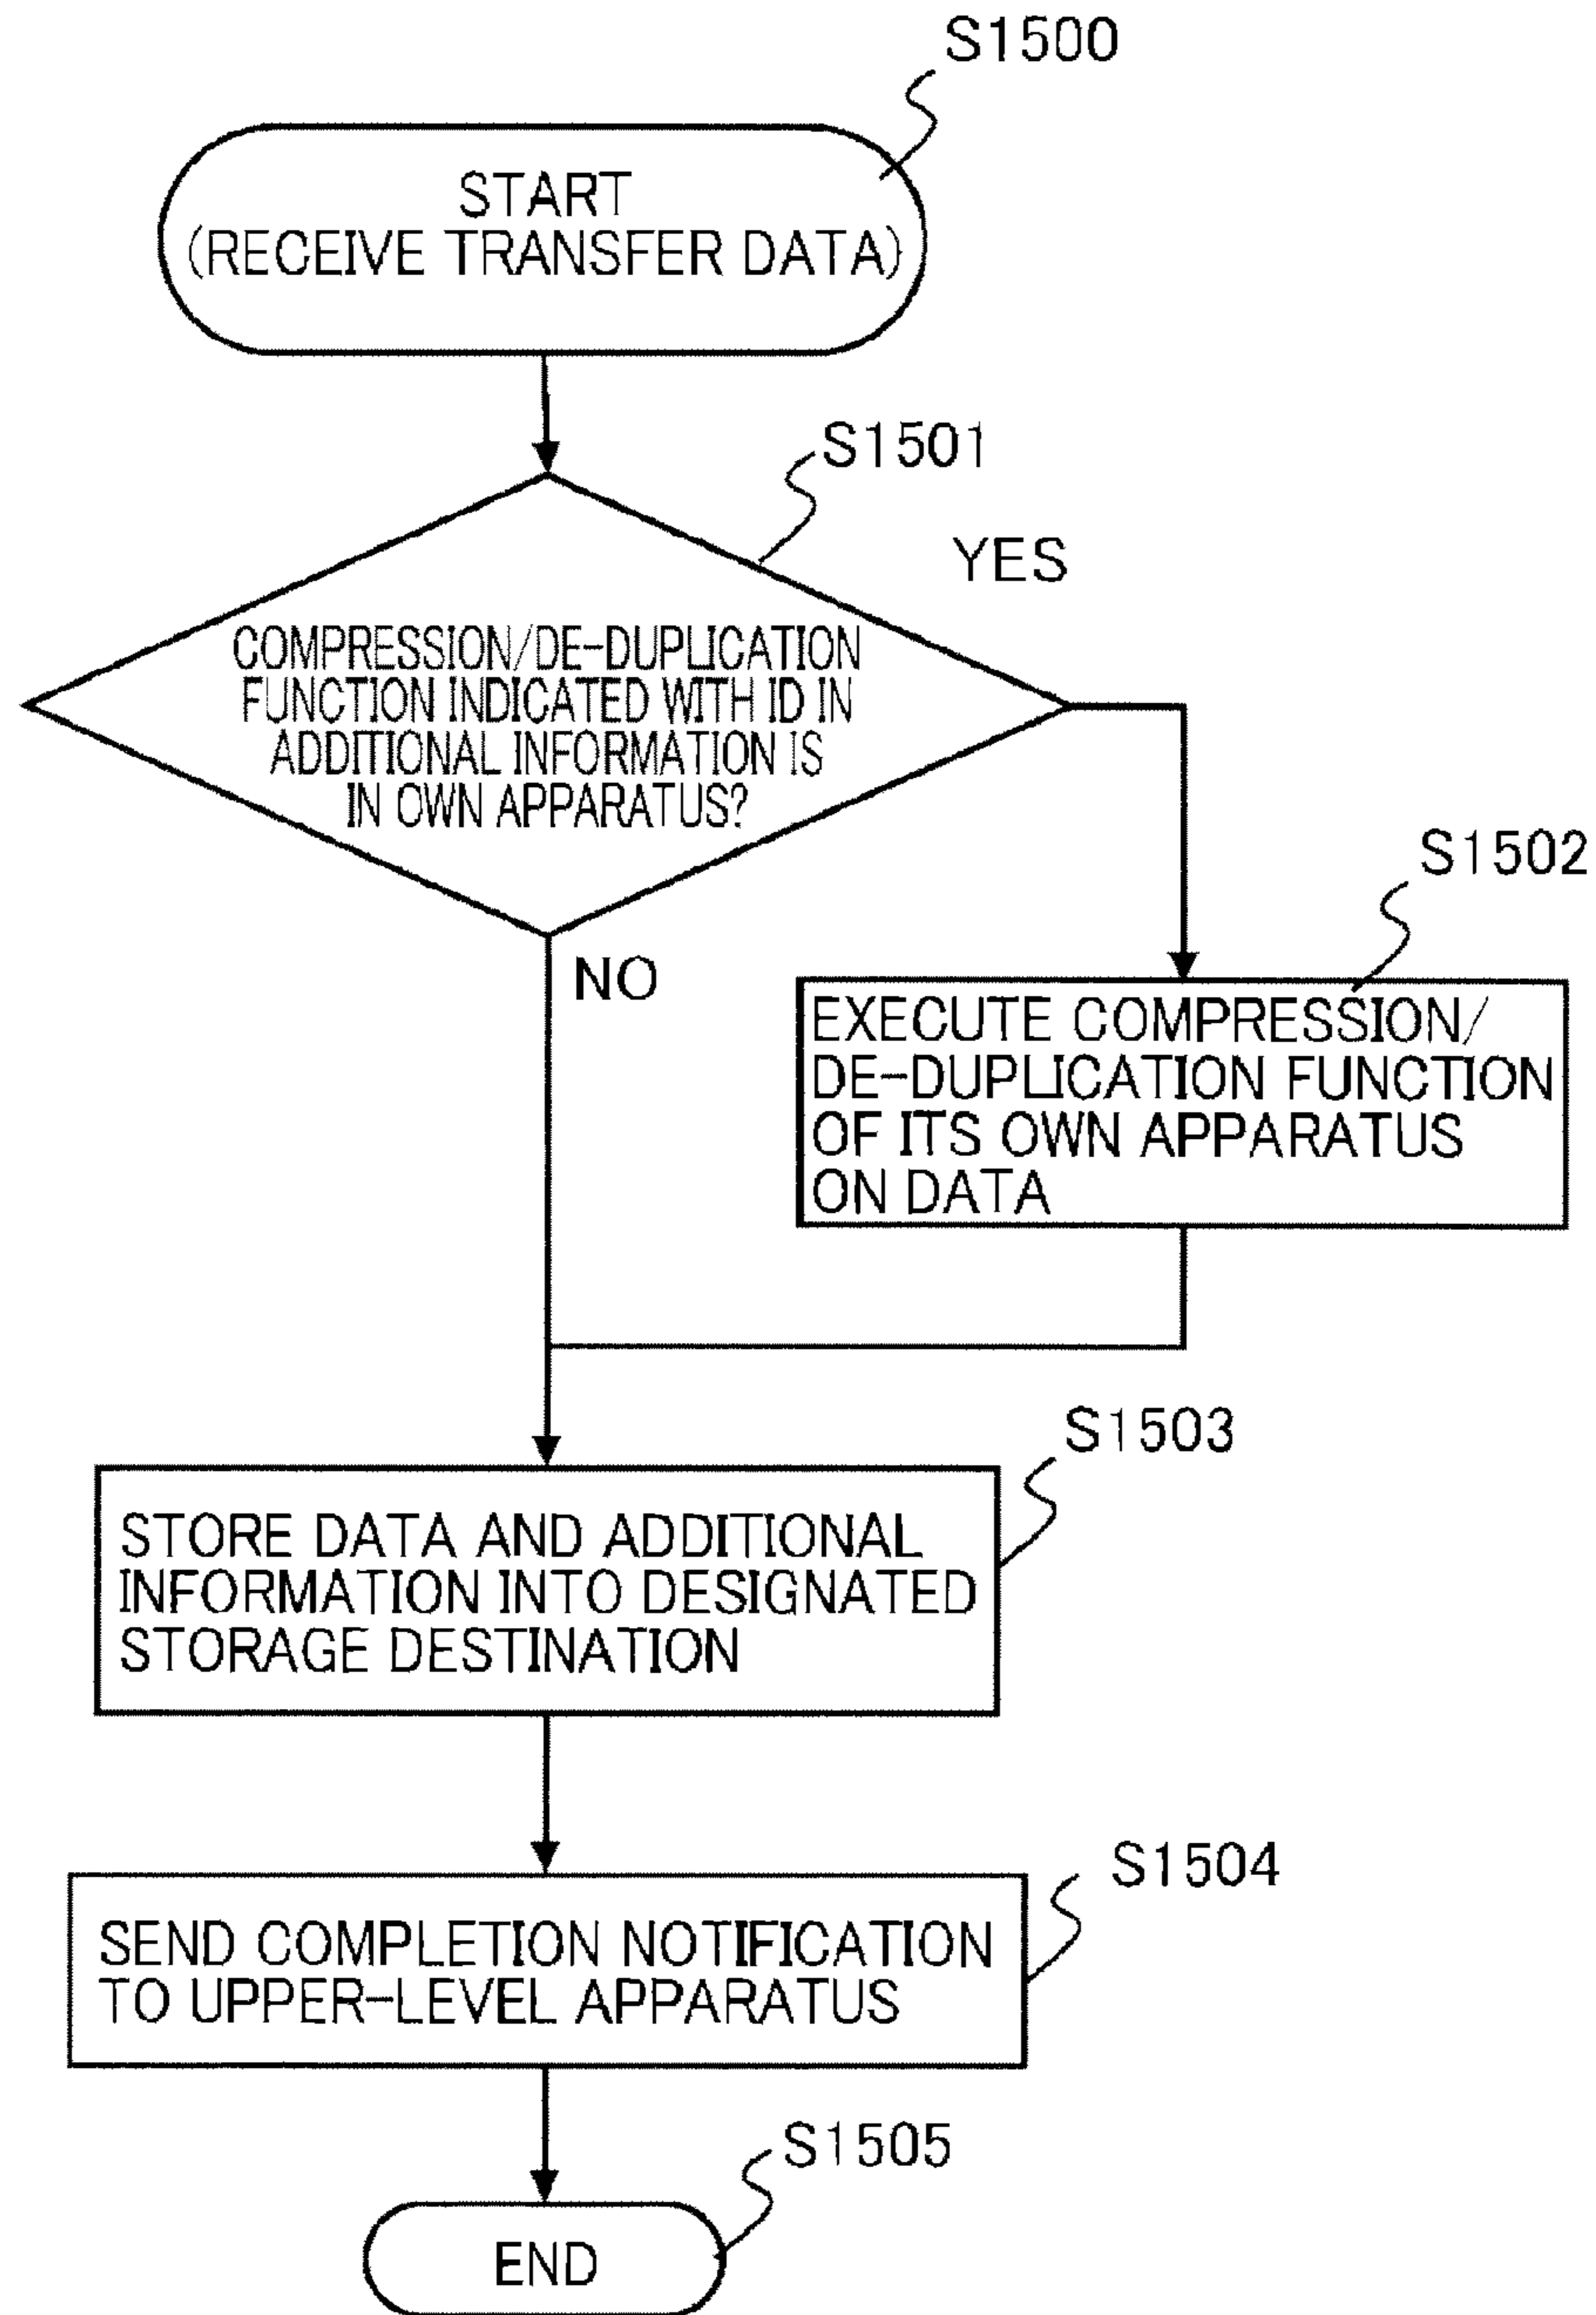 S1500
START
(RECEIVE TRANSFER DATA)
S1501
YES
COMPRESSION/DE-DUPLICATION
FUNCTION INDICATED WITH ID IN
ADDITIONAL INFORMATION IS
IN OWN APPARATUS?
S1502
NO
EXECUTE COMPRESSION/
DE-DUPLICATION FUNCTION
OF ITS OWN APPARATUS
ON DATA
S1503
STORE DATA AND ADDITIONAL
INFORMATION INTO DESIGNATED
STORAGE DESTINATION
S1504
SEND COMPLETION NOTIFICATION
TO UPPER-LEVEL APPARATUS
S1505
END